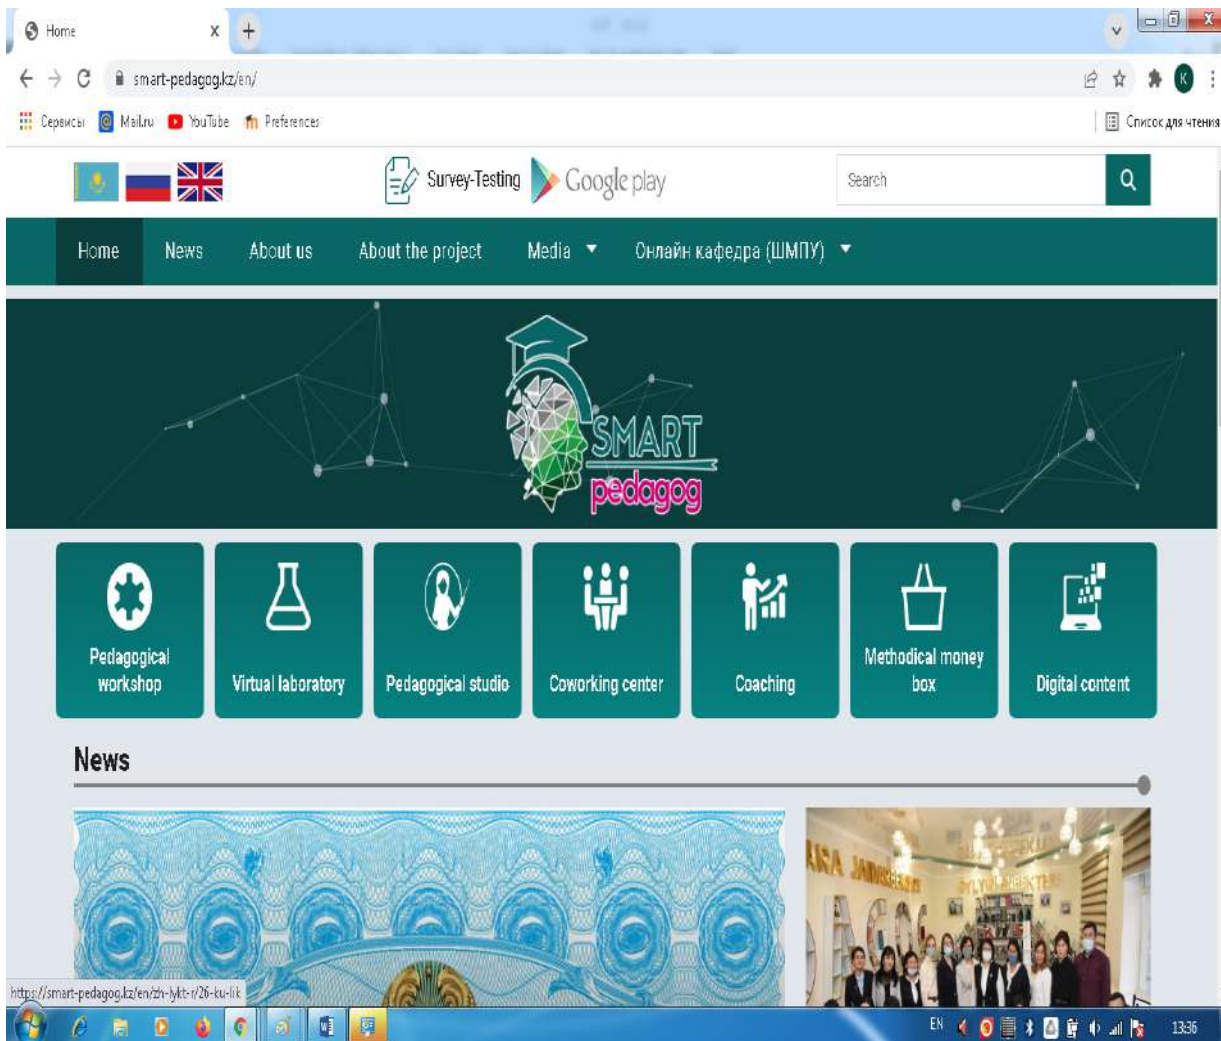 Home
smart-pedagog.kz/en/
Сервисы Mail.ru YouTube Preferences Список для чтения
Survey-Testing Google play Search
Home News About us About the project Media Онлайн кафедра (ШМПУ)
SMART
pedagog
Pedagogical
workshop
Virtual laboratory
Pedagogical studio
Coworking center
Coaching
Methodical money
box
Digital content
News
https://smart-pedagog.kz/en/zh-lykt-r/26-ku-lik
EN 13:36